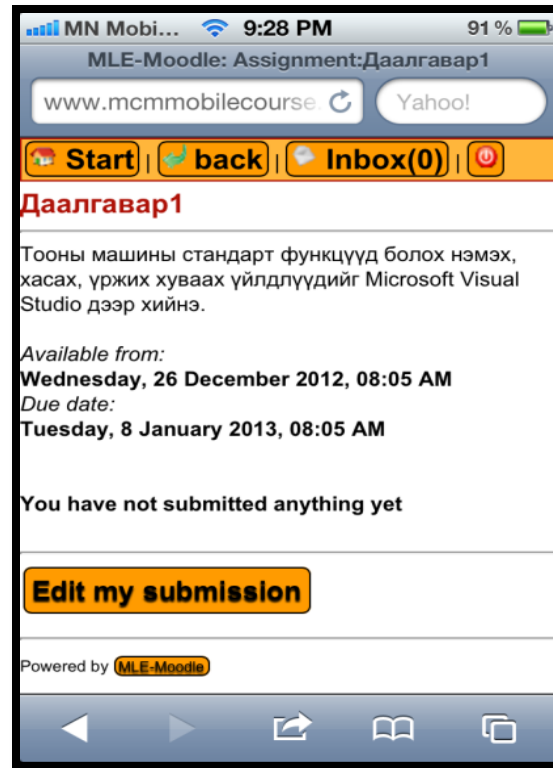 MN Mobi... 9:28 PM 91 %
MLE-Moodle: Assignment:Даалгавар1
www.mcmmobilecourse. Yahoo!
Start | back | Inbox(0) |
Даалгавар1
Тооны машины стандарт функцүүд болох нэмэх,
хасах, үржих хуваах үйлдлүүдийг Microsoft Visual
Studio дээр хийнэ.
Available from:
Wednesday, 26 December 2012, 08:05 AM
Due date:
Tuesday, 8 January 2013, 08:05 AM
You have not submitted anything yet
Edit my submission
Powered by MLE-Moodle